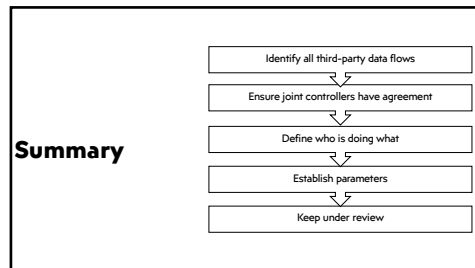 Summary
Identify all third-party data flows
Ensure joint controllers have agreement
Define who is doing what
Establish parameters
Keep under review